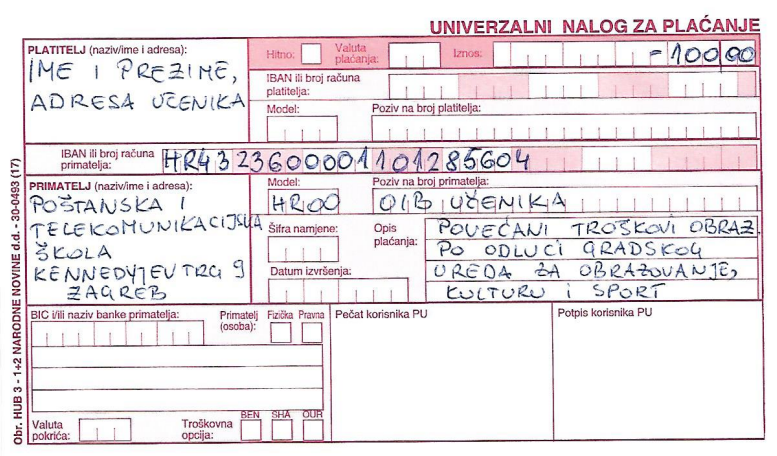 UNIVERZALNI NALOG ZA PLAĆANJE
PLATITELJ (naziv/ime i adresa):
IME I PREZIME,
ADRESA UČENIKA
Hitno:
Valuta plaćanja:
Iznos:
=10000
IBAN ili broj računa platitelja:
Model:
Poziv na broj platitelja:
IBAN ili broj računa primatelja:
HR4323600001101285604
PRIMATELJ (naziv/ime i adresa):
POŠTANSKA I
TELEKOMUNIKACIJSKA
ŠKOLA
KENNEDYJEV TRG 9
ZAGREB
Model:
HR00
Poziv na broj primatelja:
OIB UČENIKA
Šifra namjene:
Datum izvršenja:
Opis plaćanja:
POVEĆANI TROŠKOVI OBRAZ.
PO ODLUCI GRADSKOG
UREDA ZA OBRAZOVANJE,
KULTURU I SPORT
BIC i/ili naziv banke primatelja:
Primatelj (osoba):
Fizička
Pravna
Valuta pokrića:
Troškovna opcija:
BEN
SHA
OUR
Pečat korisnika PU
Potpis korisnika PU
Obr. HUB 3 - 1+2 NARODNE NOVINE d.d. - 30-0493 (17)